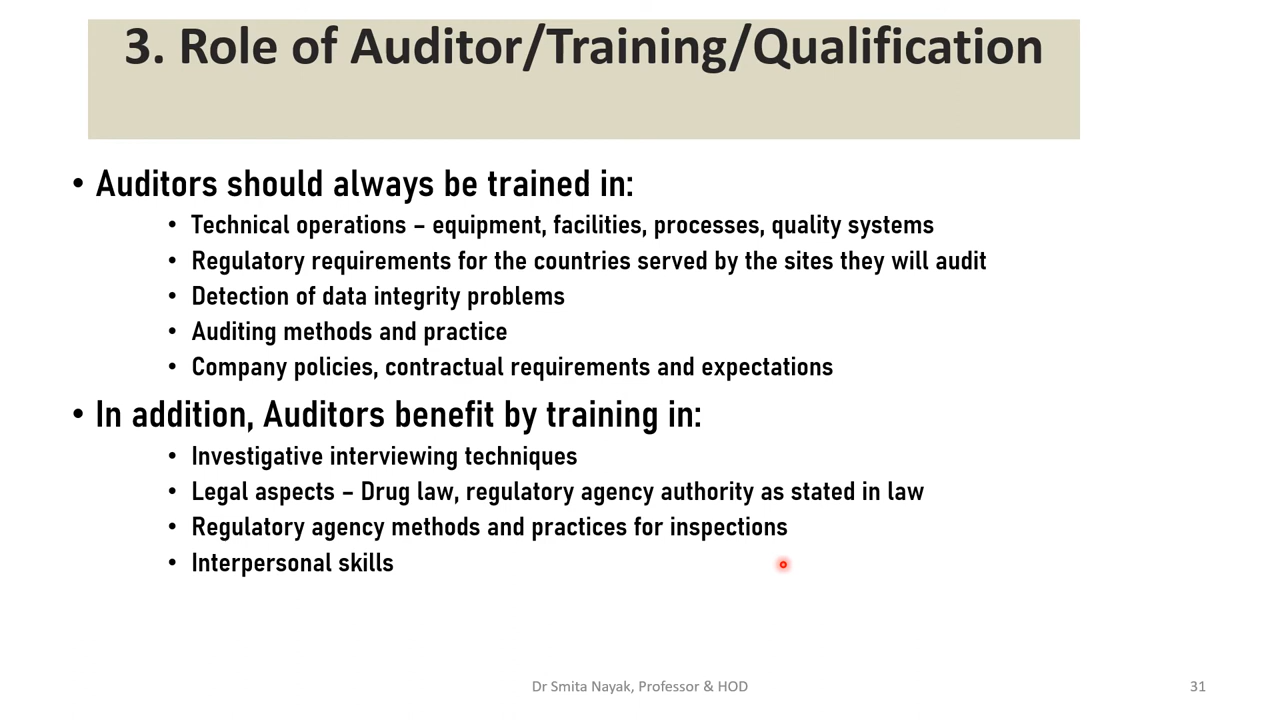 3. Role of Auditor/Training/Qualification
• Auditors should always be trained in:
• Technical operations – equipment, facilities, processes, quality systems
• Regulatory requirements for the countries served by the sites they will audit
• Detection of data integrity problems
• Auditing methods and practice
• Company policies, contractual requirements and expectations
• In addition, Auditors benefit by training in:
• Investigative interviewing techniques
• Legal aspects – Drug law, regulatory agency authority as stated in law
• Regulatory agency methods and practices for inspections
• Interpersonal skills
Dr Smita Nayak, Professor & HOD
31